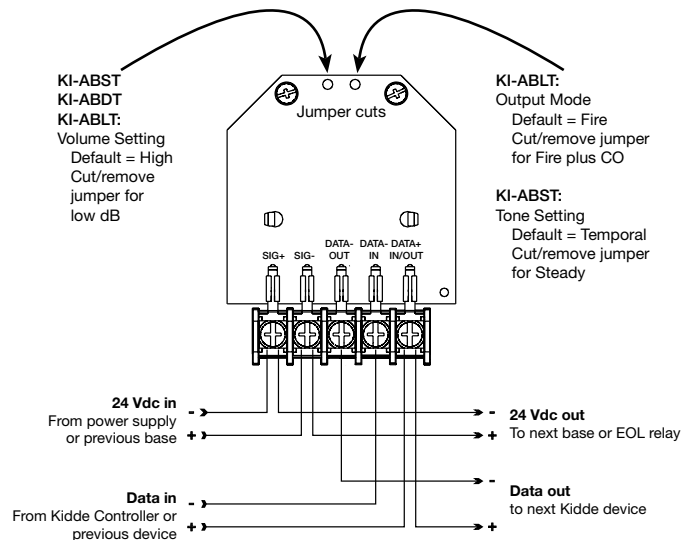 KI-ABST
KI-ABDT
KI-ABLT:
Volume Setting
Default = High
Cut/remove
jumper for
low dB
Jumper cuts
KI-ABLT:
Output Mode
Default = Fire
Cut/remove jumper
for Fire plus CO
KI-ABST:
Tone Setting
Default = Temporal
Cut/remove jumper
for Steady
SIG+ SIG- DATA- OUT DATA- IN DATA+ IN/OUT
24 Vdc in
From power supply
or previous base
-
+
-
+
24 Vdc out
To next base or EOL relay
Data in
From Kidde Controller or
previous device
-
+
-
+
Data out
to next Kidde device